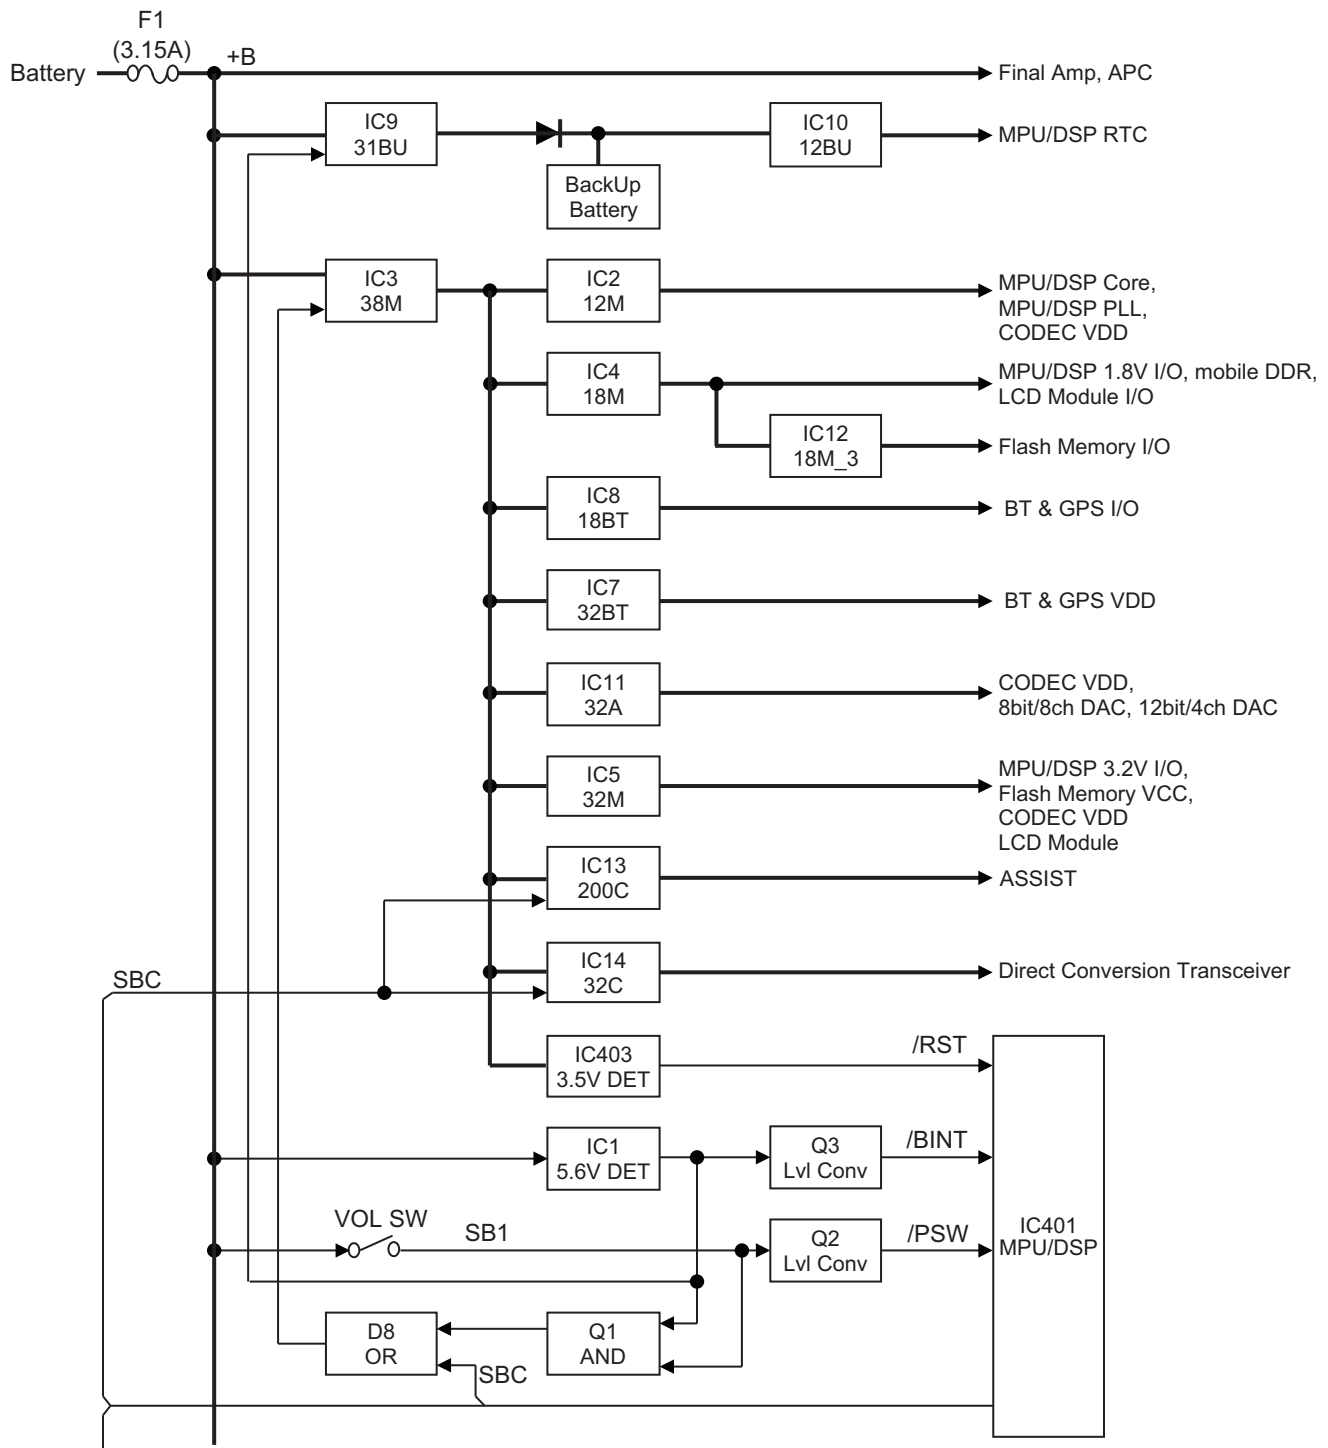 F1
(3.15A)
Battery
+B
Final Amp, APC
IC9
31BU
IC10
12BU
MPU/DSP RTC
BackUp
Battery
IC3
38M
IC2
12M
MPU/DSP Core,
MPU/DSP PLL,
CODEC VDD
IC4
18M
MPU/DSP 1.8V I/O, mobile DDR,
LCD Module I/O
IC12
18M_3
Flash Memory I/O
IC8
18BT
BT & GPS I/O
IC7
32BT
BT & GPS VDD
IC11
32A
CODEC VDD,
8bit/8ch DAC, 12bit/4ch DAC
IC5
32M
MPU/DSP 3.2V I/O,
Flash Memory VCC,
CODEC VDD
LCD Module
IC13
200C
ASSIST
SBC
IC14
32C
Direct Conversion Transceiver
IC403
3.5V DET
/RST
IC1
5.6V DET
Q3
Lvl Conv
/BINT
VOL SW
SB1
Q2
Lvl Conv
/PSW
IC401
MPU/DSP
D8
OR
Q1
AND
SBC